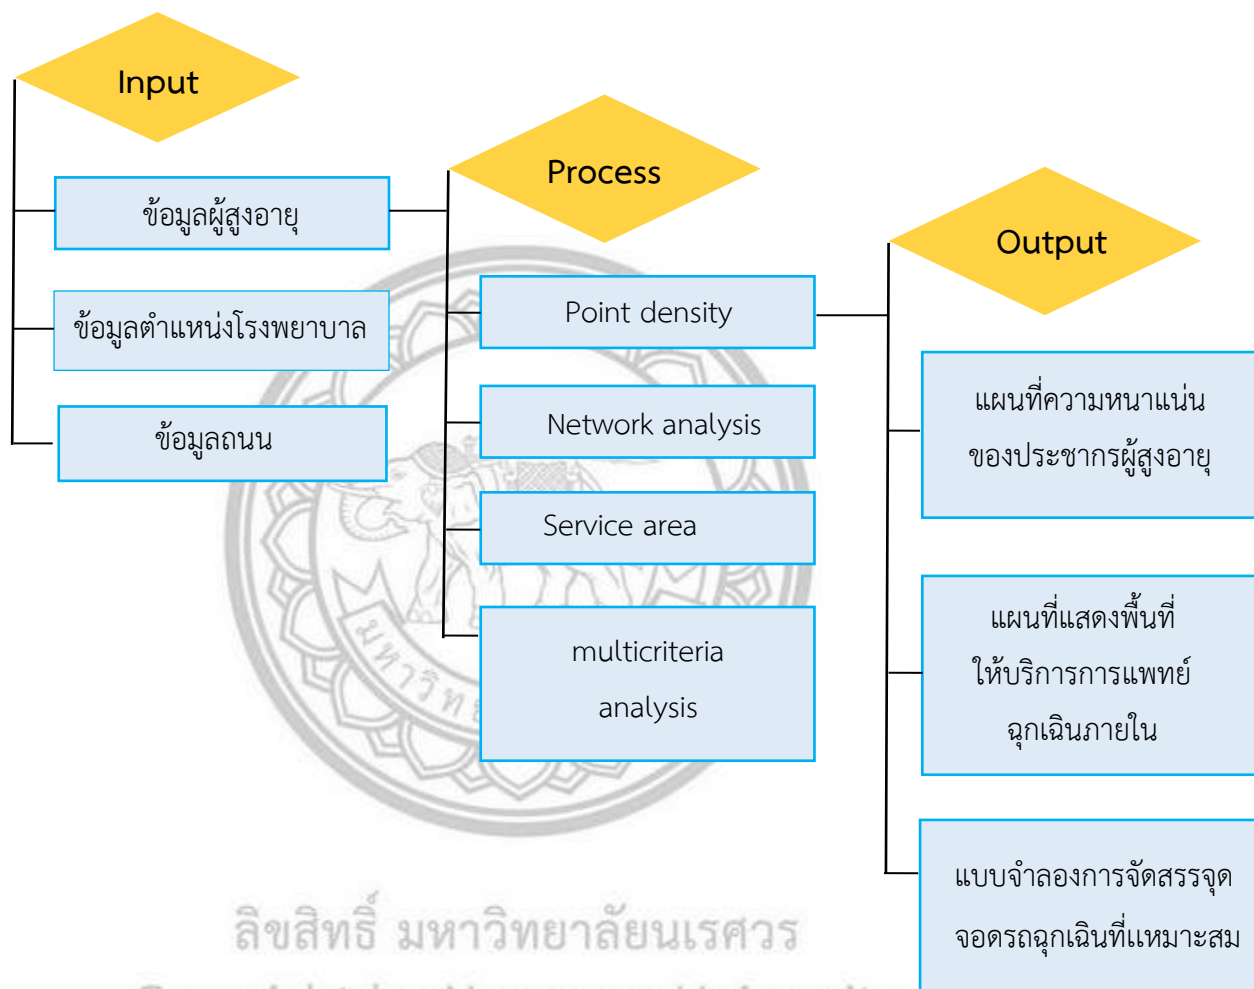 Input
ข้อมูลผู้สูงอายุ
ข้อมูลตำแหน่งโรงพยาบาล
ข้อมูลถนน
Process
Point density
Network analysis
Service area
multicriteria
analysis
Output
แผนที่ความหนาแน่น
ของประชากรผู้สูงอายุ
แผนที่แสดงพื้นที่
ให้บริการการแพทย์
ฉุกเฉินภายใน
แบบจำลองการจัดสรรจุด
จอดรถฉุกเฉินที่แหมาะสม
ลิขสิทธิ์ มหาวิทยาลัยนเรศวร